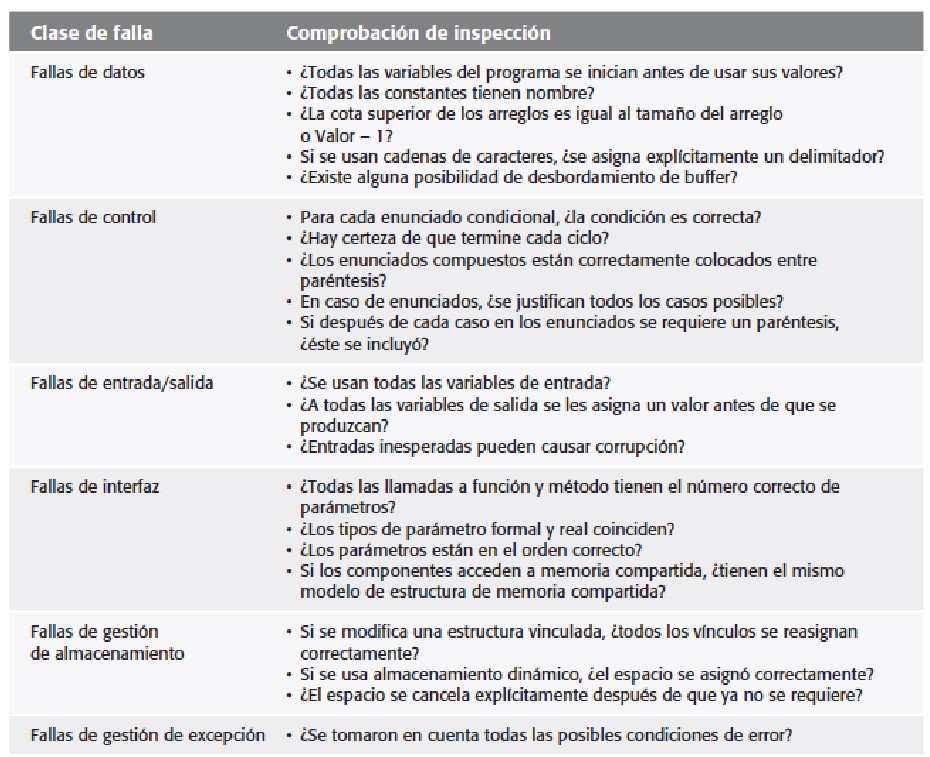 Clase de falla Comprobación de inspección
Fallas de datos • ¿Todas las variables del programa se inician antes de usar sus valores?
• ¿Todas las constantes tienen nombre?
• ¿La cota superior de los arreglos es igual al tamaño del arreglo
o Valor – 1?
• Si se usan cadenas de caracteres, ¿se asigna explícitamente un delimitador?
• ¿Existe alguna posibilidad de desbordamiento de buffer?
Fallas de control • Para cada enunciado condicional, ¿la condición es correcta?
• ¿Hay certeza de que termine cada ciclo?
• ¿Los enunciados compuestos están correctamente colocados entre
paréntesis?
• En caso de enunciados, ¿se justifican todos los casos posibles?
• Si después de cada caso en los enunciados se requiere un paréntesis,
¿éste se incluyó?
Fallas de entrada/salida • ¿Se usan todas las variables de entrada?
• ¿A todas las variables de salida se les asigna un valor antes de que se
produzcan?
• ¿Entradas inesperadas pueden causar corrupción?
Fallas de interfaz • ¿Todas las llamadas a función y método tienen el número correcto de
parámetros?
• ¿Los tipos de parámetro formal y real coinciden?
• ¿Los parámetros están en el orden correcto?
• Si los componentes acceden a memoria compartida, ¿tienen el mismo
modelo de estructura de memoria compartida?
Fallas de gestión • Si se modifica una estructura vinculada, ¿todos los vínculos se reasignan
de almacenamiento correctamente?
• Si se usa almacenamiento dinámico, ¿el espacio se asignó correctamente?
• ¿El espacio se cancela explícitamente después de que ya no se requiere?
Fallas de gestión de excepción • ¿Se tomaron en cuenta todas las posibles condiciones de error?